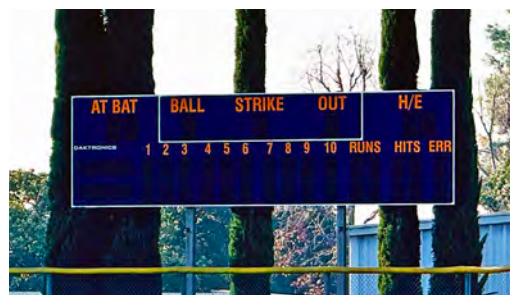 AT BAT BALL STRIKE OUT H/E
DAKTRONICS 1 2 3 4 5 6 7 8 9 10 RUNS HITS ERR